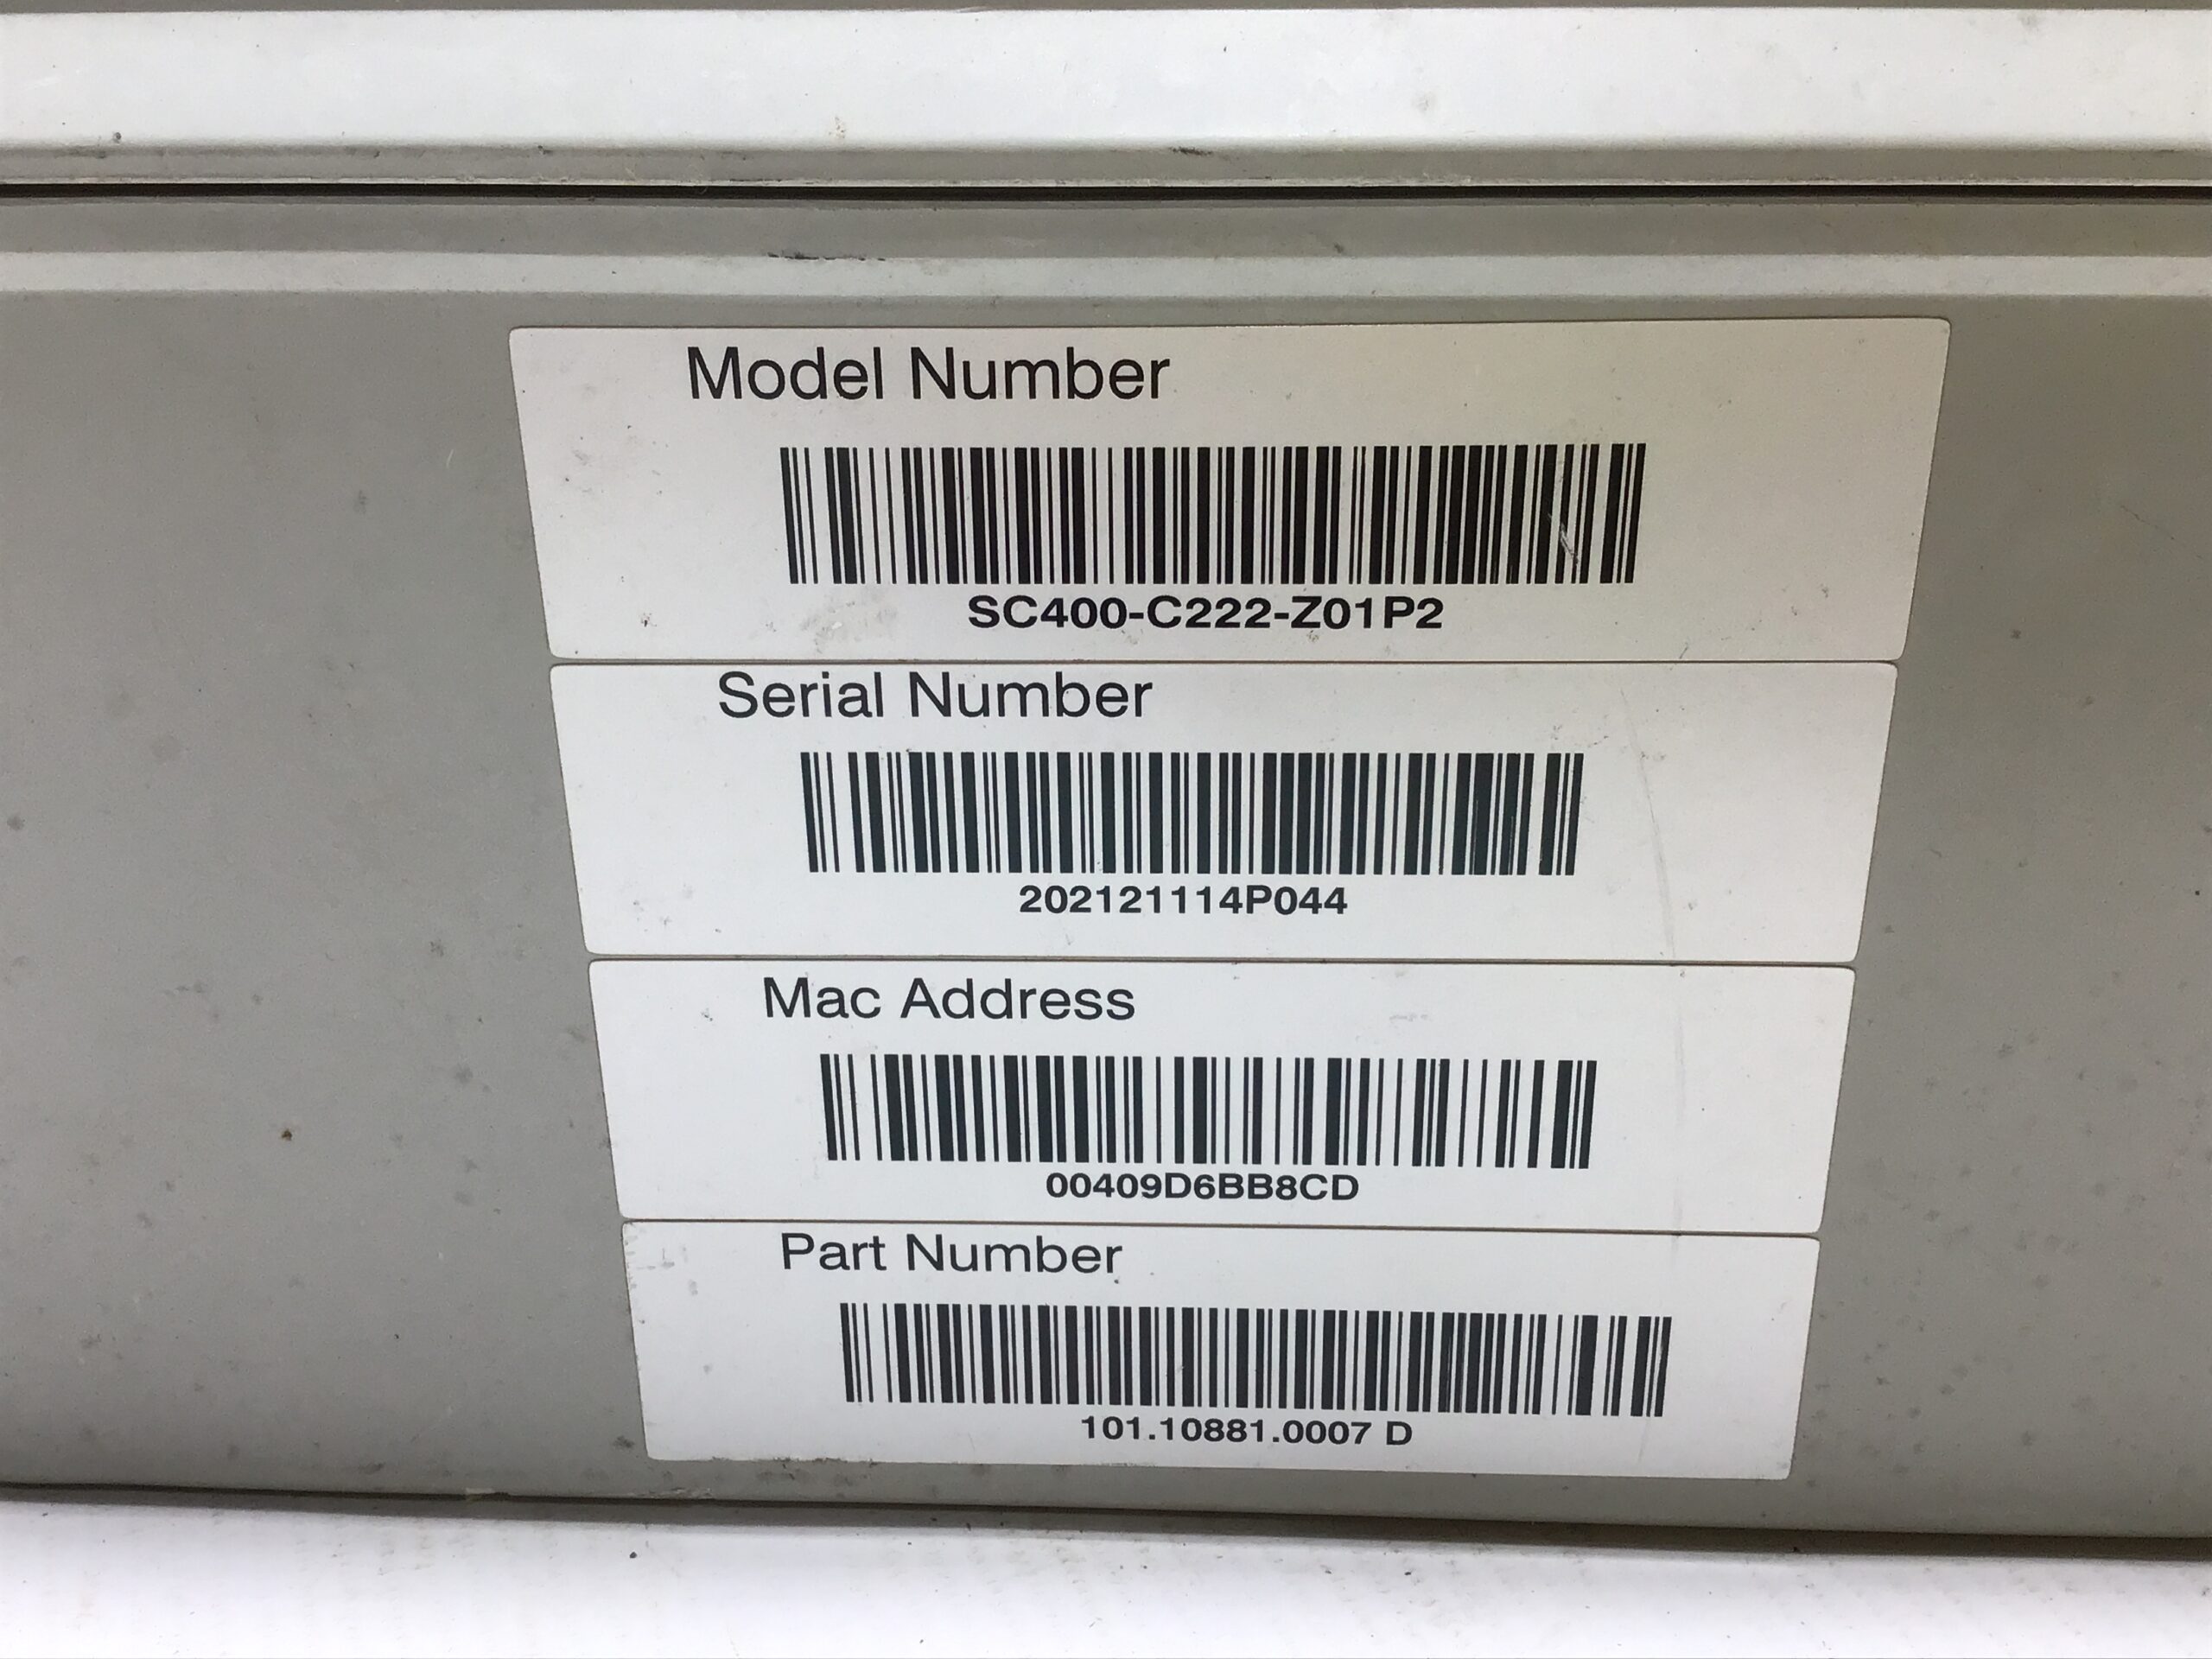 Model Number
SC400-C222-Z01P2
Serial Number
202121114P044
Mac Address
00409D6BB8CD
Part Number
101.10881.0007 D